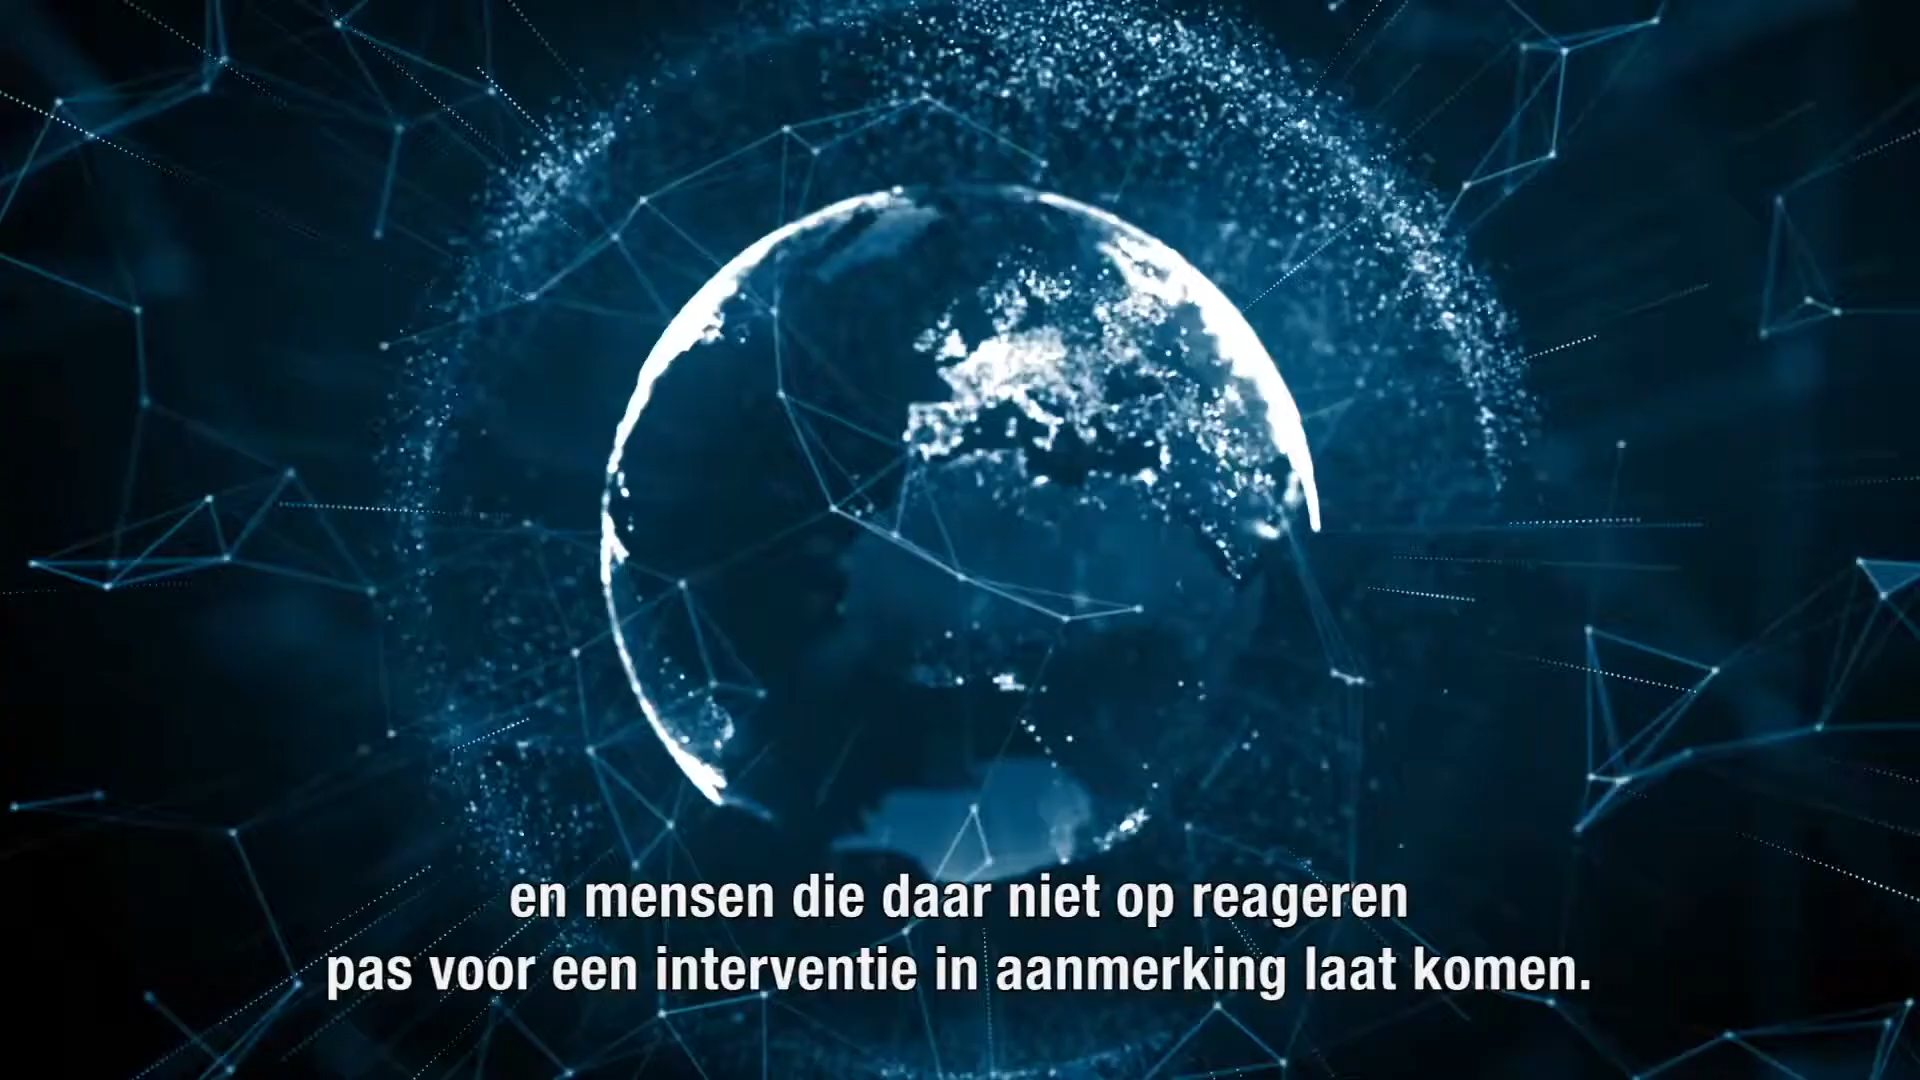 en mensen die daar niet op reageren
pas voor een interventie in aanmerking laat komen.